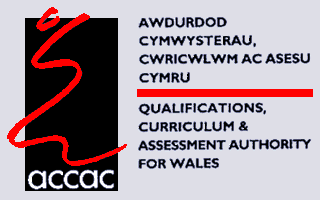 AWDURDOD
CYMWYSTERAU,
CWRICWLWM AC ASESU
CYMRU
QUALIFICATIONS,
CURRICULUM &
ASSESSMENT AUTHORITY
FOR WALES
accac